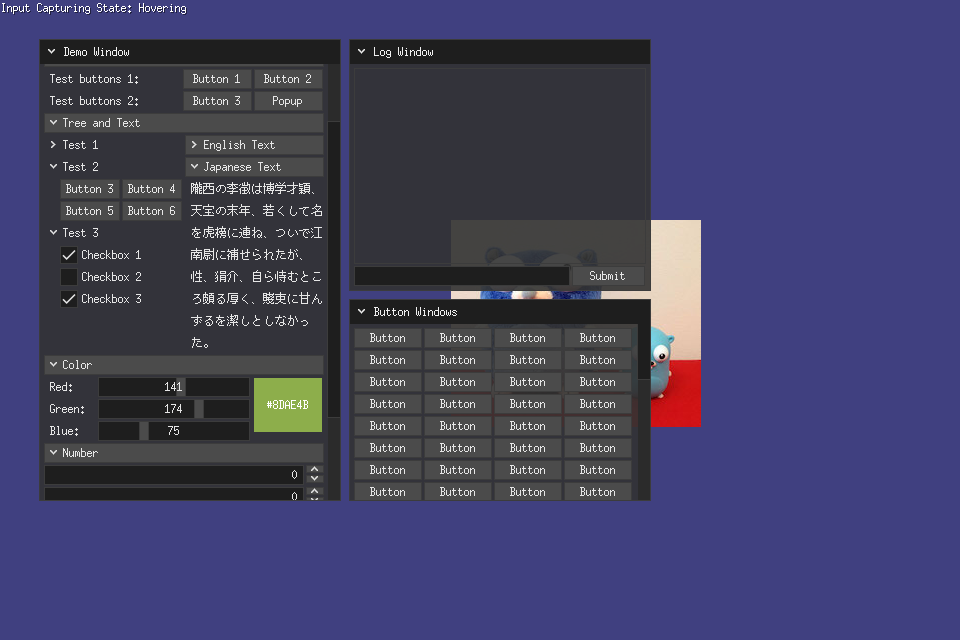 Input Capturing State: Hovering
Demo Window
Test buttons 1:
Button 1
Button 2
Test buttons 2:
Button 3
Popup
Tree and Text
Test 1
English Text
Test 2
Japanese Text
Button 3
Button 4
Button 5
Button 6
Test 3
Checkbox 1
Checkbox 2
Checkbox 3
隴西の李徴は博学才穎、
天宝の末年、若くして名
を虎榜に連ね、ついで江
南尉に補せられたが、
性、狷介、自ら恃むとこ
ろ頗る厚く、賤吏に甘ん
ずるを潔しとしなかっ
た。
Color
Red:
141
Green:
174
Blue:
75
#8DAE4B
Number
0
0
Log Window
Submit
Button Windows
Button Button Button Button
Button Button Button Button
Button Button Button Button
Button Button Button Button
Button Button Button Button
Button Button Button Button
Button Button Button Button
Button Button Button Button